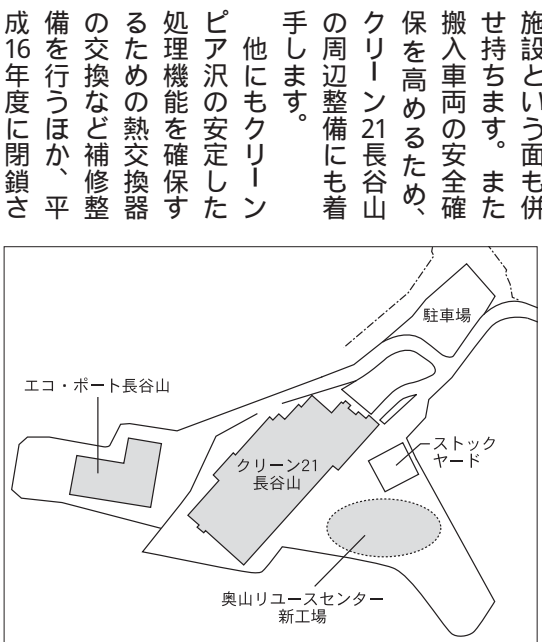 施設という面も併
せ持ちます。また
搬入車両の安全確
保を高めるため、
クリーン21長谷山
の周辺整備にも着
手します。
他にもクリーン
ピア沢の安定した
処理機能を確保す
るための熱交換器
の交換など補修整
備を行うほか、平
成16年度に閉鎖さ
駐車場
エコ・ポート長谷山
クリーン21
長谷山
ストック
ヤード
奥山リユースセンター
新工場